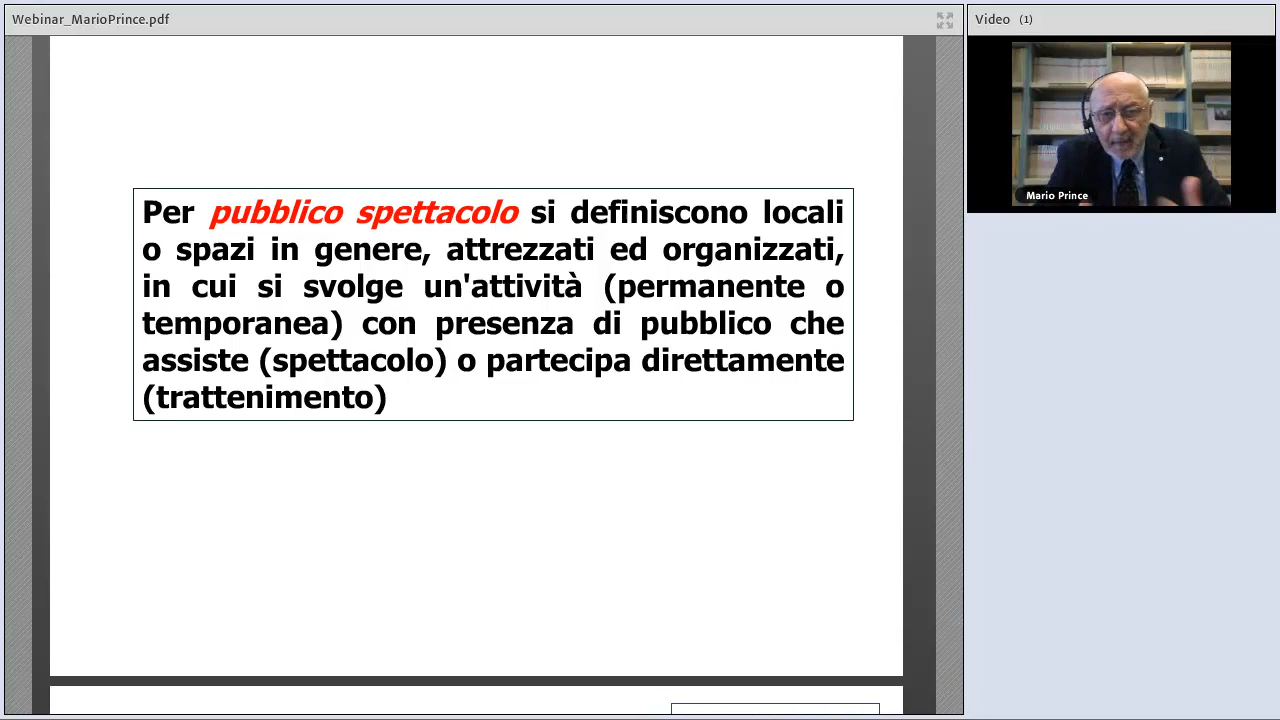 Webinar_MarioPrince.pdf
Video (1)
Mario Prince
Per pubblico spettacolo si definiscono locali
o spazi in genere, attrezzati ed organizzati,
in cui si svolge un'attività (permanente o
temporanea) con presenza di pubblico che
assiste (spettacolo) o partecipa direttamente
(trattenimento)